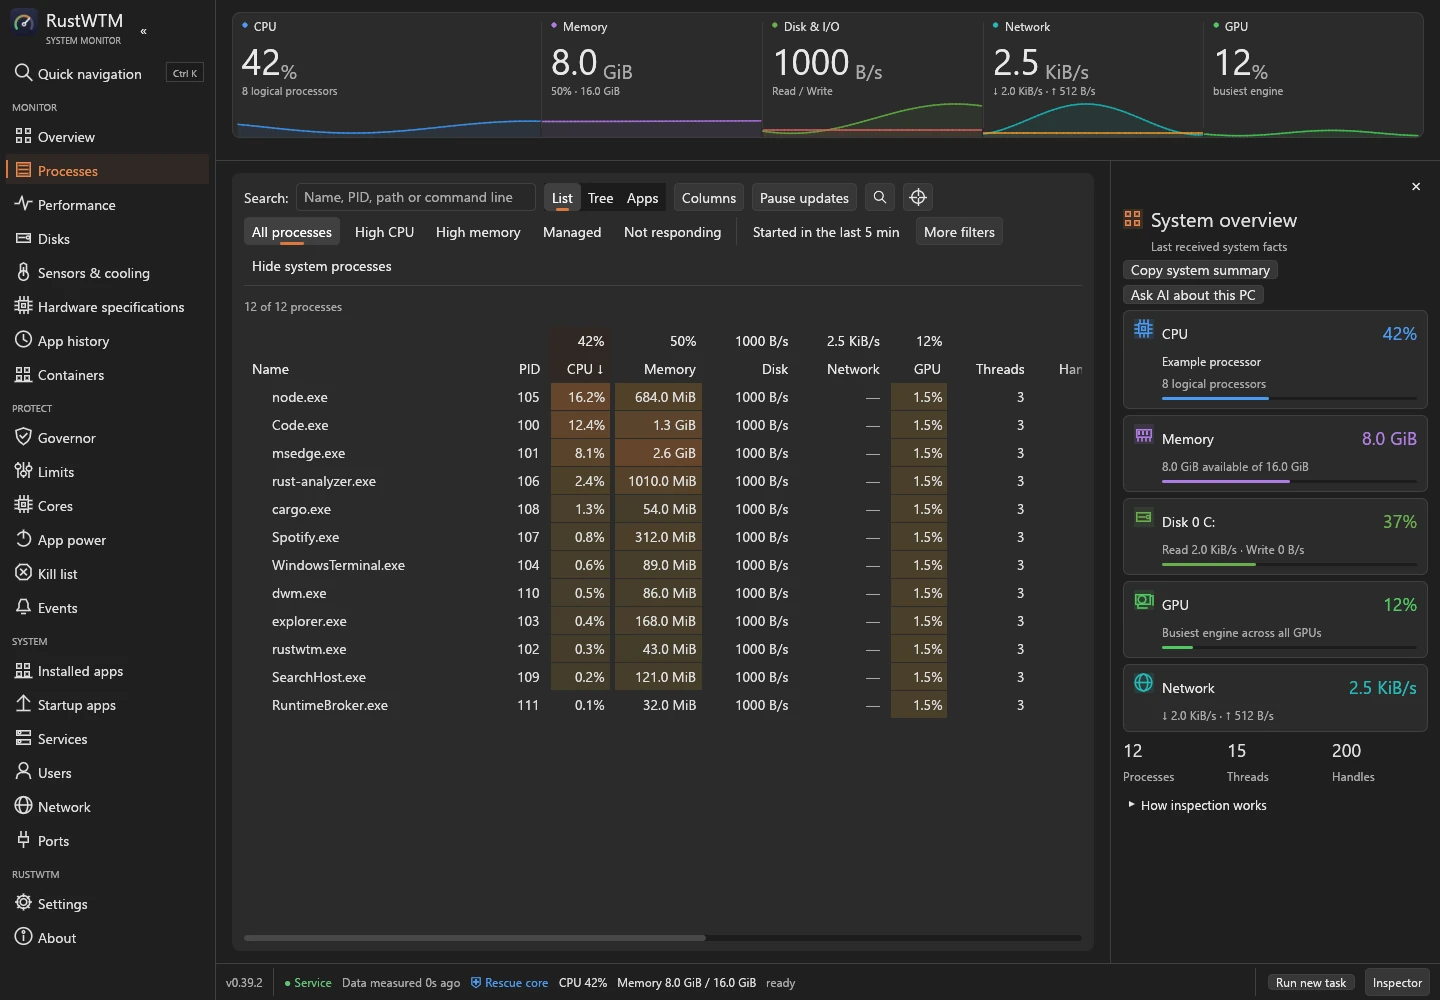 RustWTM
SYSTEM MONITOR
«
Quick navigation Ctrl K
MONITOR
Overview
Processes
Performance
Disks
Sensors & cooling
Hardware specifications
App history
Containers
PROTECT
Governor
Limits
Cores
App power
Kill list
Events
SYSTEM
Installed apps
Startup apps
Services
Users
Network
Ports
RUSTWTM
Settings
About
CPU
42%
8 logical processors
Memory
8.0 GiB
50% · 16.0 GiB
Disk & I/O
1000 B/s
Read / Write
Network
2.5 KiB/s
↓ 2.0 KiB/s · ↑ 512 B/s
GPU
12%
busiest engine
Search: Name, PID, path or command line List Tree Apps Columns Pause updates
All processes High CPU High memory Managed Not responding Started in the last 5 min More filters
Hide system processes
12 of 12 processes
42% 50% 1000 B/s 2.5 KiB/s 12%
Name PID CPU ↓ Memory Disk Network GPU Threads Han
node.exe 105 16.2% 684.0 MiB 1000 B/s — 1.5% 3
Code.exe 100 12.4% 1.3 GiB 1000 B/s — 1.5% 3
msedge.exe 101 8.1% 2.6 GiB 1000 B/s — 1.5% 3
rust-analyzer.exe 106 2.4% 1010.0 MiB 1000 B/s — 1.5% 3
cargo.exe 108 1.3% 54.0 MiB 1000 B/s — 1.5% 3
Spotify.exe 107 0.8% 312.0 MiB 1000 B/s — 1.5% 3
WindowsTerminal.exe 104 0.6% 89.0 MiB 1000 B/s — 1.5% 3
dwm.exe 110 0.5% 86.0 MiB 1000 B/s — 1.5% 3
explorer.exe 103 0.4% 168.0 MiB 1000 B/s — 1.5% 3
rustwtm.exe 102 0.3% 43.0 MiB 1000 B/s — 1.5% 3
SearchHost.exe 109 0.2% 121.0 MiB 1000 B/s — 1.5% 3
RuntimeBroker.exe 111 0.1% 32.0 MiB 1000 B/s — 1.5% 3
System overview
Last received system facts
Copy system summary
Ask AI about this PC
CPU 42%
Example processor
8 logical processors
Memory 8.0 GiB
8.0 GiB available of 16.0 GiB
Disk 0 C: 37%
Read 2.0 KiB/s · Write 0 B/s
GPU 12%
Busiest engine across all GPUs
Network 2.5 KiB/s
↓ 2.0 KiB/s · ↑ 512 B/s
12 15 200
Processes Threads Handles
How inspection works
v0.39.2 Service Data measured 0s ago Rescue core CPU 42% Memory 8.0 GiB / 16.0 GiB ready Run new task Inspector